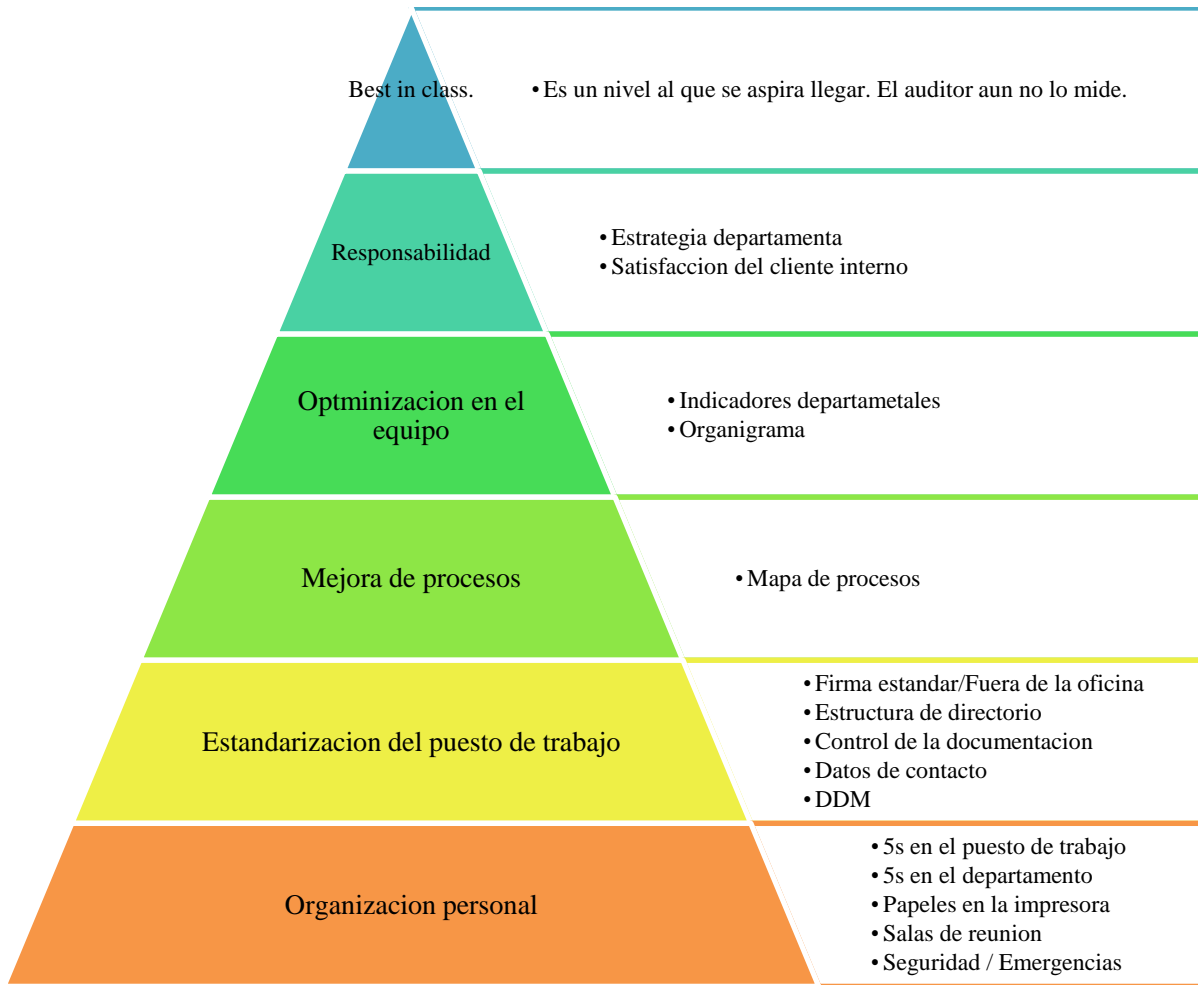 Best in class.
• Es un nivel al que se aspira llegar. El auditor aun no lo mide.
Responsabilidad
• Estrategia departamenta
• Satisfaccion del cliente interno
Optminizacion en el
equipo
• Indicadores departametales
• Organigrama
Mejora de procesos
• Mapa de procesos
Estandarizacion del puesto de trabajo
• Firma estandar/Fuera de la oficina
• Estructura de directorio
• Control de la documentacion
• Datos de contacto
• DDM
Organizacion personal
• 5s en el puesto de trabajo
• 5s en el departamento
• Papeles en la impresora
• Salas de reunion
• Seguridad / Emergencias